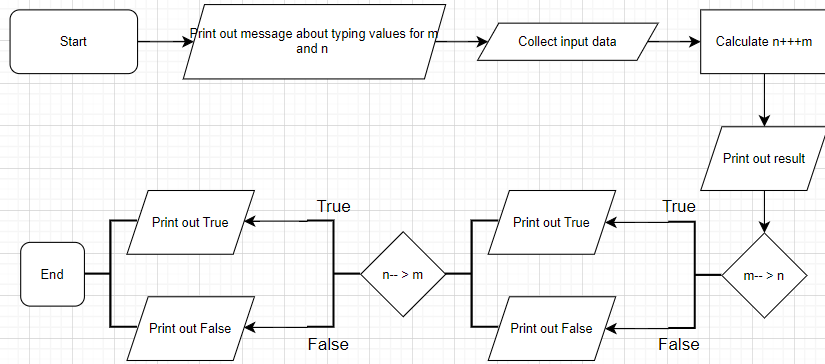 Start
Print out message about typing values for m
and n
Collect input data
Calculate n+++m
Print out result
m-- > n
True
Print out True
False
Print out False
n-- > m
True
Print out True
False
Print out False
End